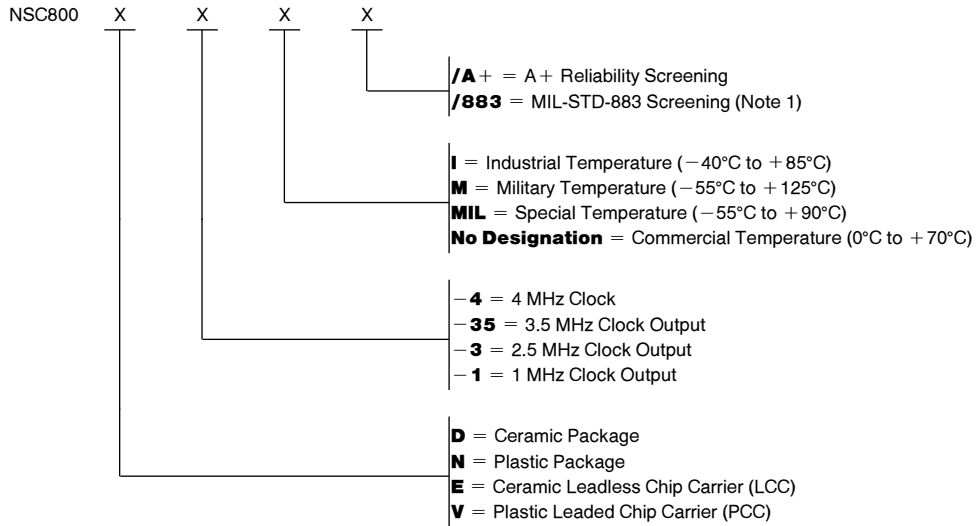 NSC800 X X X X
/A+ = A+ Reliability Screening
/883 = MIL-STD-883 Screening (Note 1)
I = Industrial Temperature (−40°C to +85°C)
M = Military Temperature (−55°C to +125°C)
MIL = Special Temperature (−55°C to +90°C)
No Designation = Commercial Temperature (0°C to +70°C)
−4 = 4 MHz Clock
−35 = 3.5 MHz Clock Output
−3 = 2.5 MHz Clock Output
−1 = 1 MHz Clock Output
D = Ceramic Package
N = Plastic Package
E = Ceramic Leadless Chip Carrier (LCC)
V = Plastic Leaded Chip Carrier (PCC)